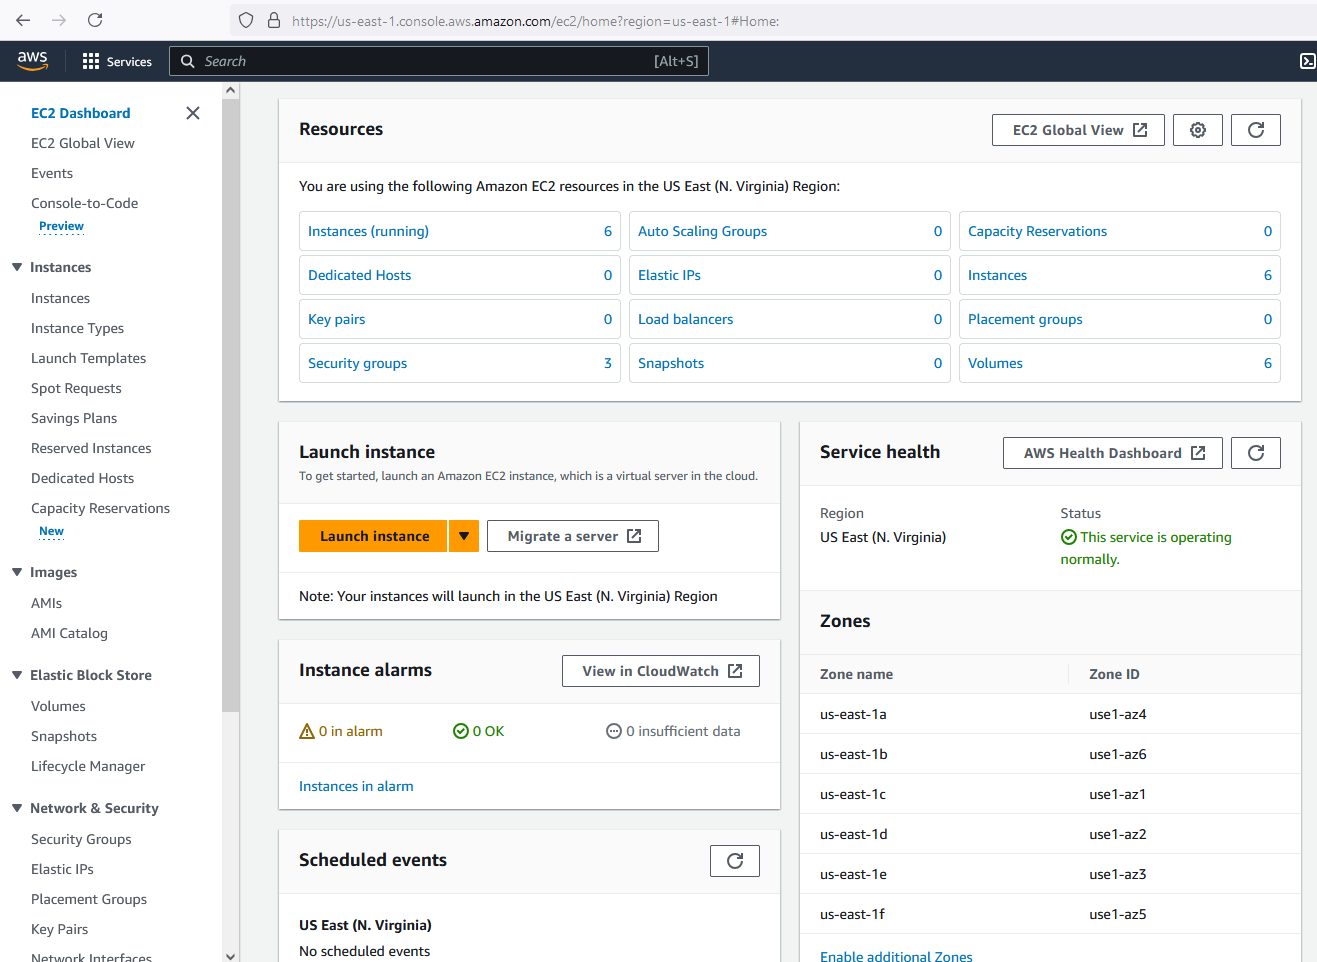 https://us-east-1.console.aws.amazon.com/ec2/home?region=us-east-1#Home:
aws
Services
Search
[Alt+S]
EC2 Dashboard
EC2 Global View
Events
Console-to-Code
Preview
Instances
Instances
Instance Types
Launch Templates
Spot Requests
Savings Plans
Reserved Instances
Dedicated Hosts
Capacity Reservations
New
Images
AMIs
AMI Catalog
Elastic Block Store
Volumes
Snapshots
Lifecycle Manager
Network & Security
Security Groups
Elastic IPs
Placement Groups
Key Pairs
Network Interfaces
Resources
EC2 Global View
You are using the following Amazon EC2 resources in the US East (N. Virginia) Region:
Instances (running) 6
Auto Scaling Groups 0
Capacity Reservations 0
Dedicated Hosts 0
Elastic IPs 0
Instances 6
Key pairs 0
Load balancers 0
Placement groups 0
Security groups 3
Snapshots 0
Volumes 6
Launch instance
To get started, launch an Amazon EC2 instance, which is a virtual server in the cloud.
Launch instance
Migrate a server
Note: Your instances will launch in the US East (N. Virginia) Region
Instance alarms
View in CloudWatch
0 in alarm
0 OK
0 insufficient data
Instances in alarm
Scheduled events
US East (N. Virginia)
No scheduled events
Service health
AWS Health Dashboard
Region
US East (N. Virginia)
Status
This service is operating
normally.
Zones
Zone name Zone ID
us-east-1a use1-az4
us-east-1b use1-az6
us-east-1c use1-az1
us-east-1d use1-az2
us-east-1e use1-az3
us-east-1f use1-az5
Enable additional Zones